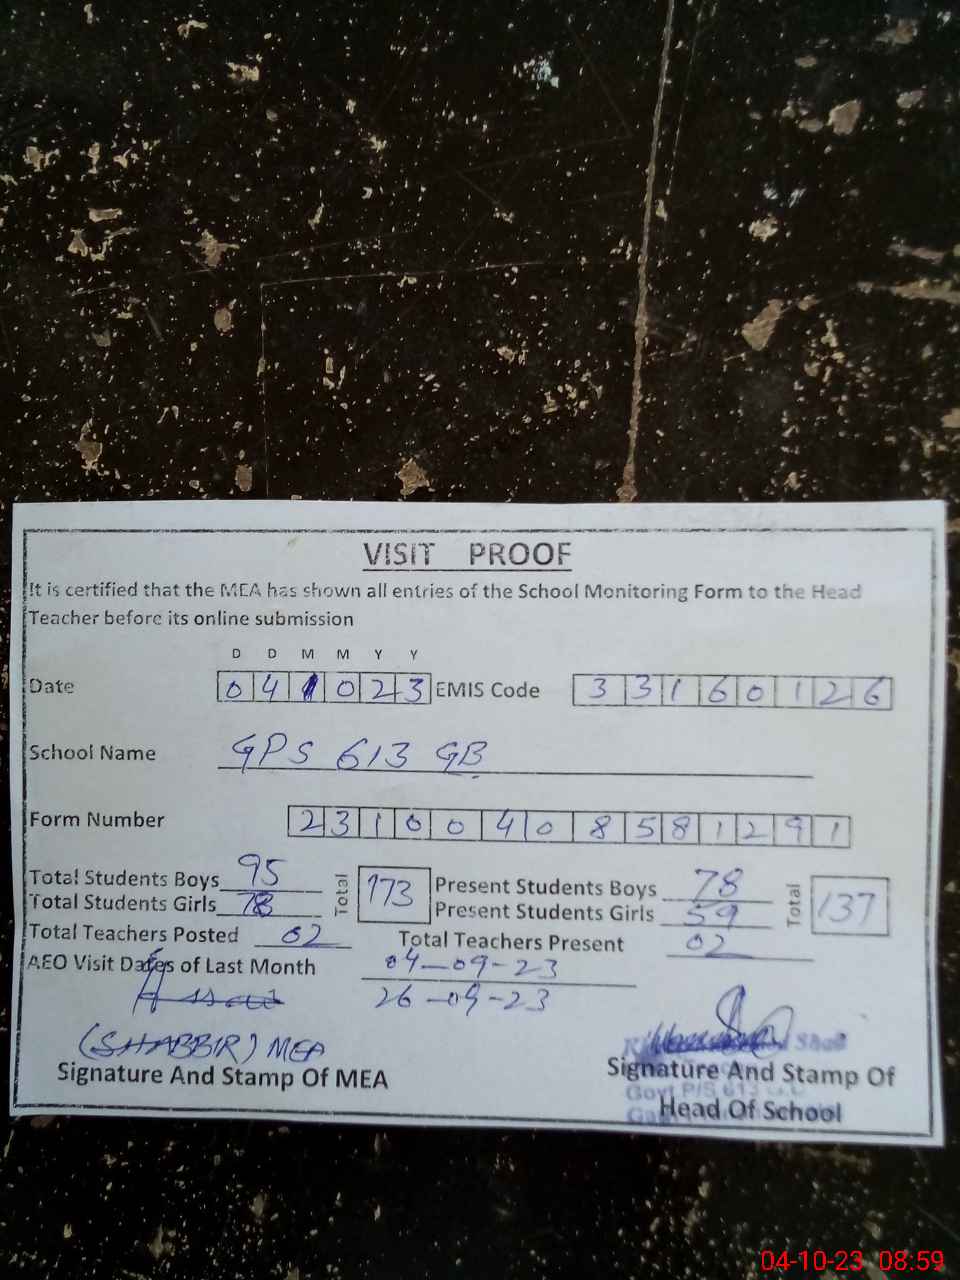 VISIT PROOF
It is certified that the MEA has shown all entries of the School Monitoring Form to the Head
Teacher before its online submission
D D M M Y Y
Date 0 4 1 0 2 3 EMIS Code 3 3 1 6 0 1 2 6
School Name GPS 613 GB
Form Number 2 3 1 0 0 4 0 8 5 8 1 2 9 1
Total Students Boys 95 Total 173 Present Students Boys 78 Total 137
Total Students Girls 78 Present Students Girls 59
Total Teachers Posted 02 Total Teachers Present 02
AEO Visit Dates of Last Month 04-09-23
26-09-23
(SHABBIR) MEA
Signature And Stamp Of MEA Signature And Stamp Of
Govt P/S 613
Head Of School
04-10-23 08:59